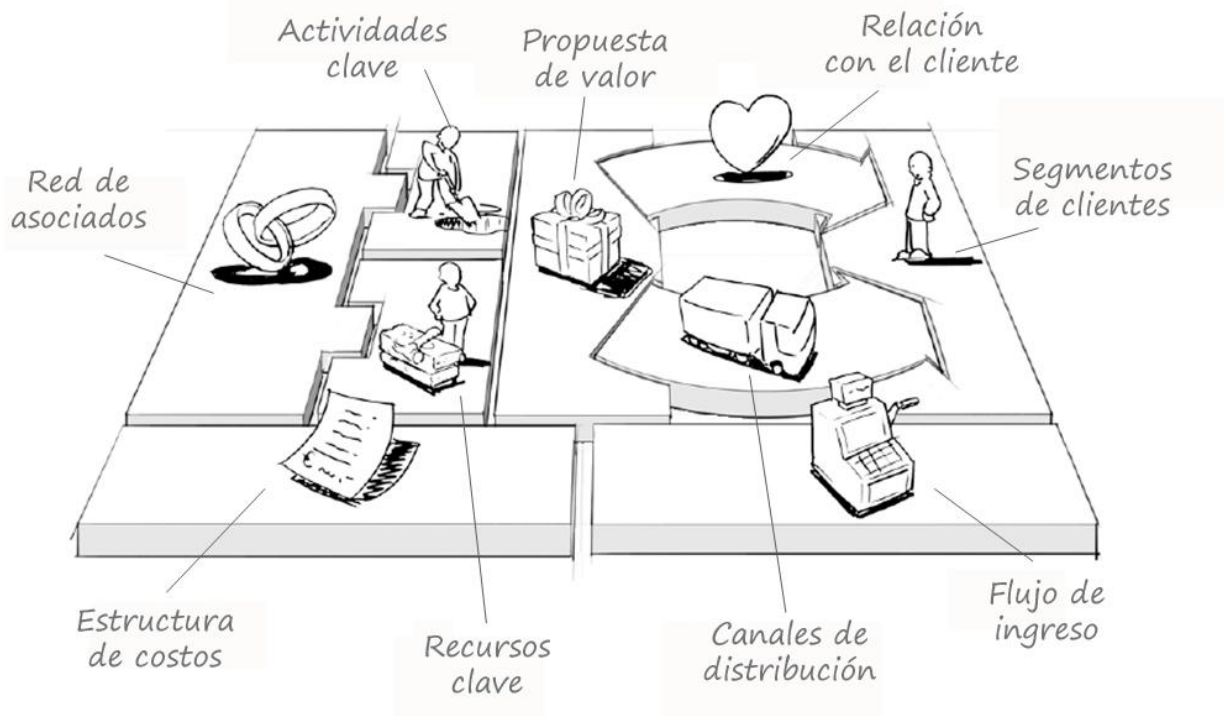 Actividades
clave
Propuesta
de valor
Relación
con el cliente
Red de
asociados
Segmentos
de clientes
Estructura
de costos
Recursos
clave
Canales de
distribución
Flujo de
ingreso